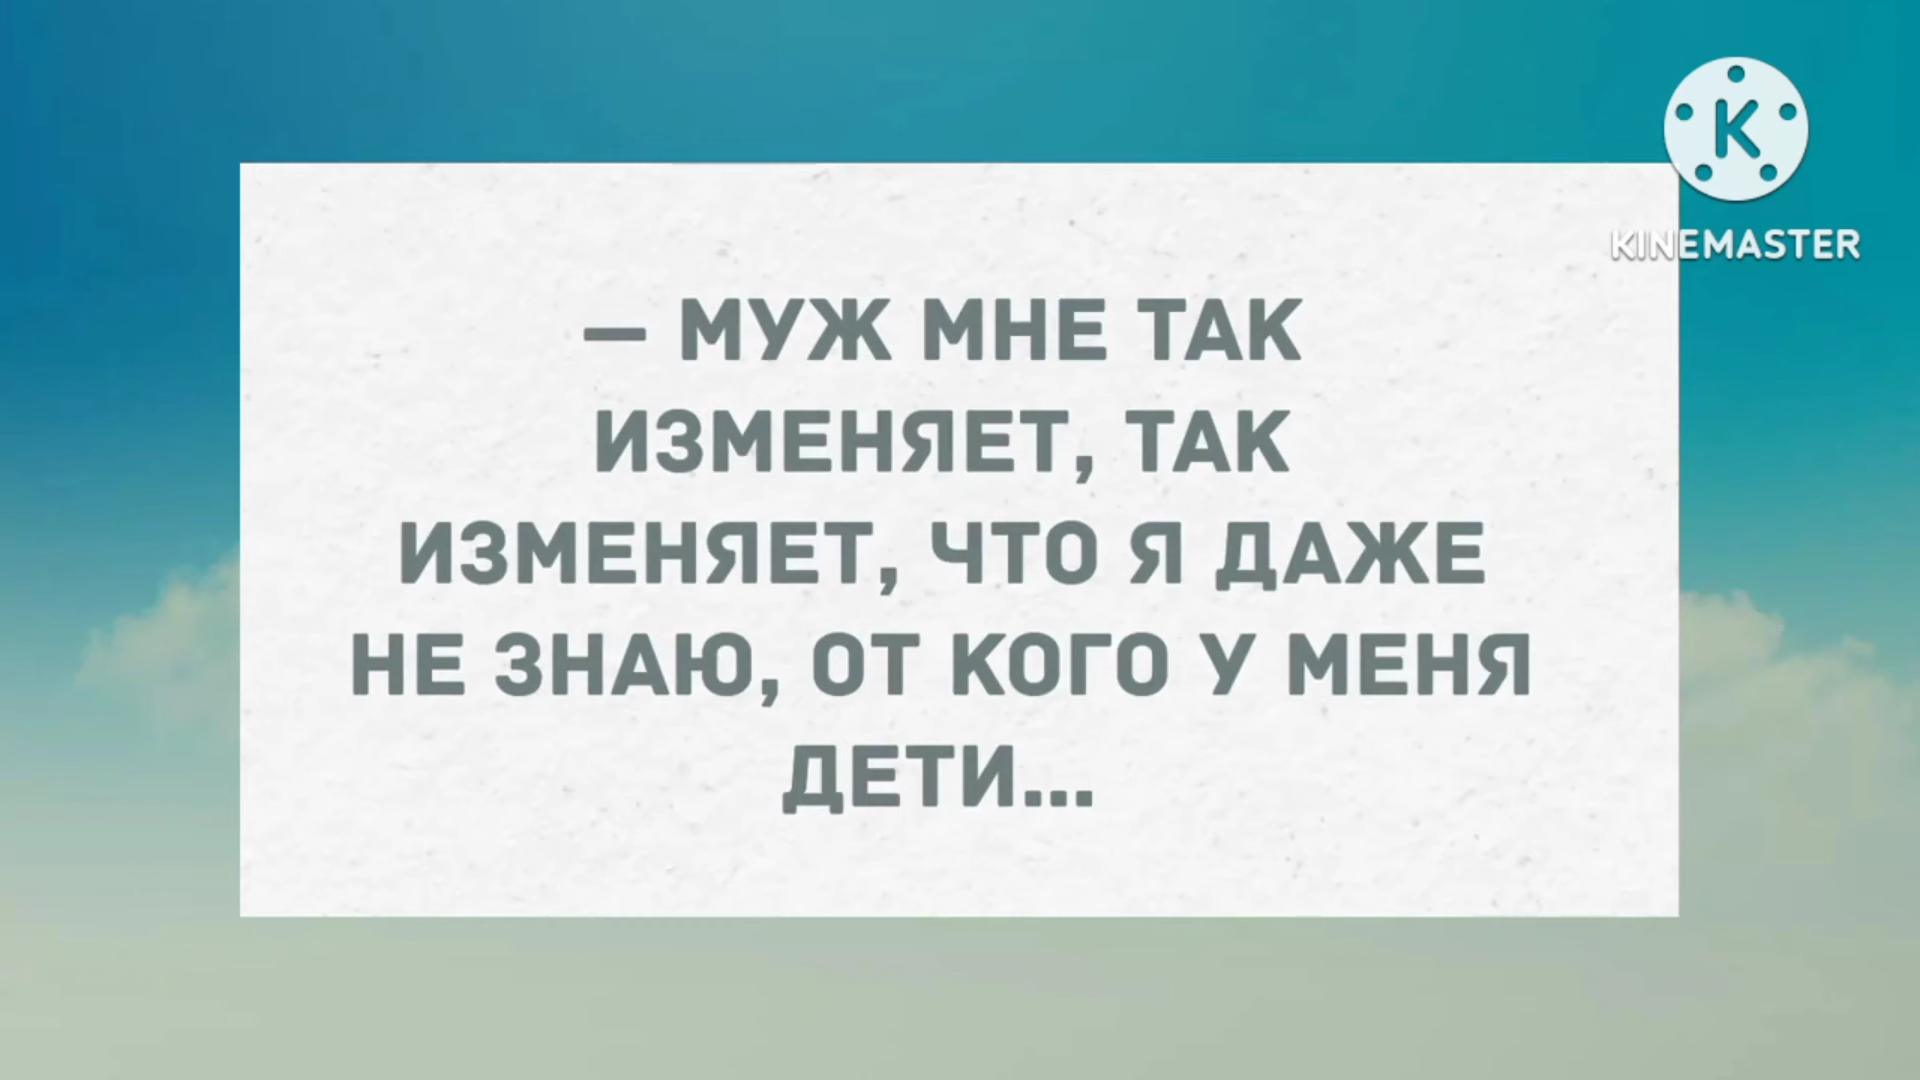 KINEMASTER
— МУЖ МНЕ ТАК
ИЗМЕНЯЕТ, ТАК
ИЗМЕНЯЕТ, ЧТО Я ДАЖЕ
НЕ ЗНАЮ, ОТ КОГО У МЕНЯ
ДЕТИ...